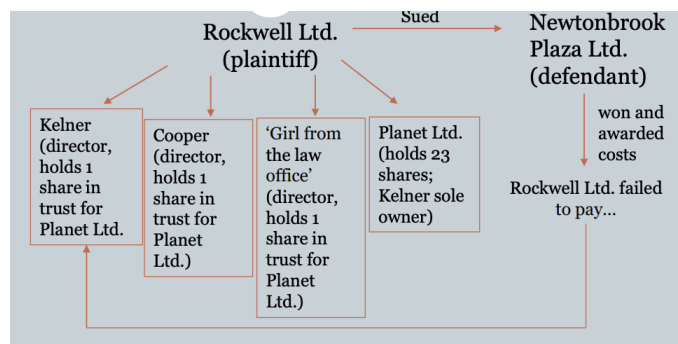 Sued
Rockwell Ltd.
(plaintiff)
Newtonbrook
Plaza Ltd.
(defendant)
Kelner
(director,
holds 1
share in
trust for
Planet Ltd.
Cooper
(director,
holds 1
share in
trust for
Planet
Ltd.)
‘Girl from
the law
office’
(director,
holds 1
share in
trust for
Planet
Ltd.)
Planet Ltd.
(holds 23
shares;
Kelner sole
owner)
won and
awarded
costs
Rockwell Ltd. failed
to pay…